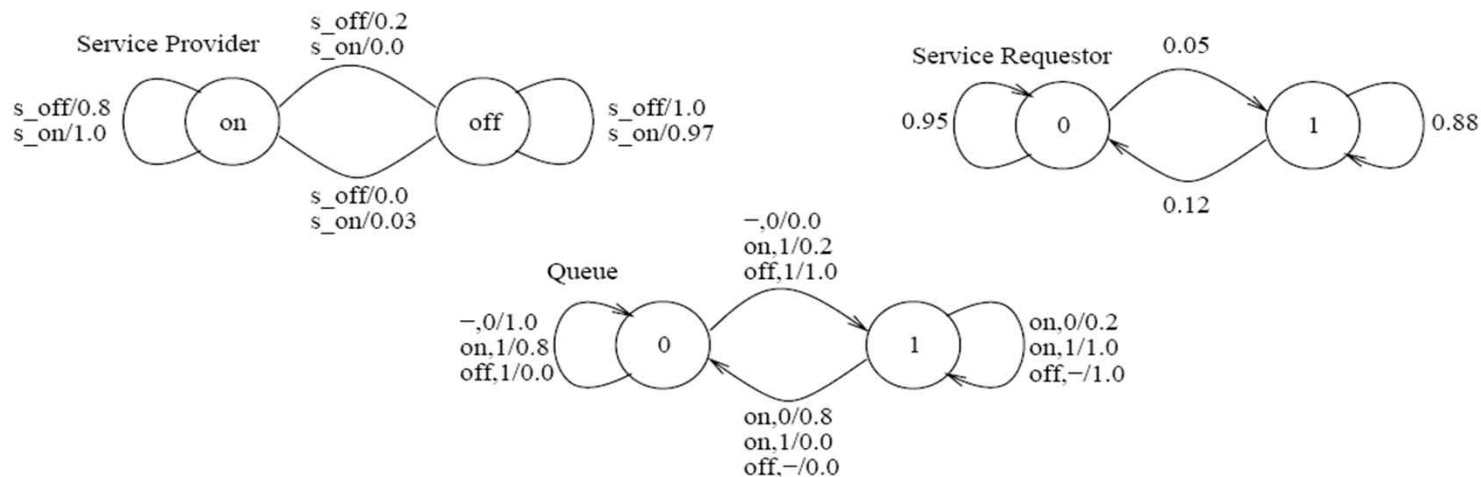 Service Provider
s_off/0.2
s_on/0.0
s_off/0.8
s_on/1.0
on
off
s_off/1.0
s_on/0.97
s_off/0.0
s_on/0.03
Service Requestor
0.05
0.95
0
1
0.88
0.12
Queue
−,0/0.0
on,1/0.2
off,1/1.0
−,0/1.0
on,1/0.8
off,1/0.0
0
1
on,0/0.2
on,1/1.0
off,−/1.0
on,0/0.8
on,1/0.0
off,−/0.0